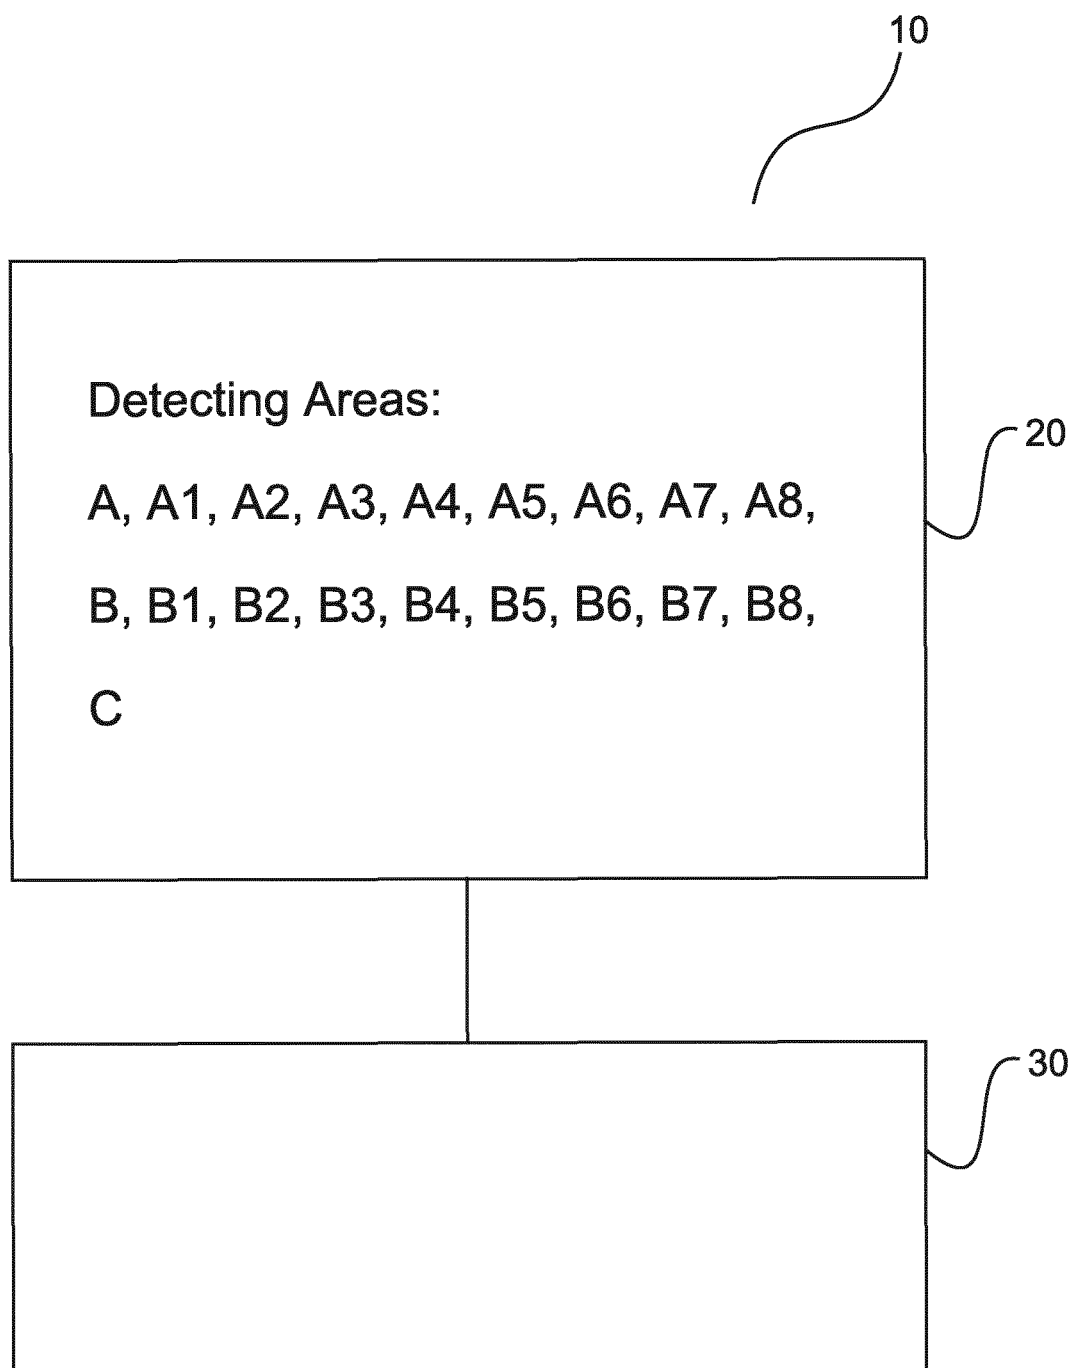 10
Detecting Areas:
20
A, A1, A2, A3, A4, A5, A6, A7, A8,
B, B1, B2, B3, B4, B5, B6, B7, B8,
C
30